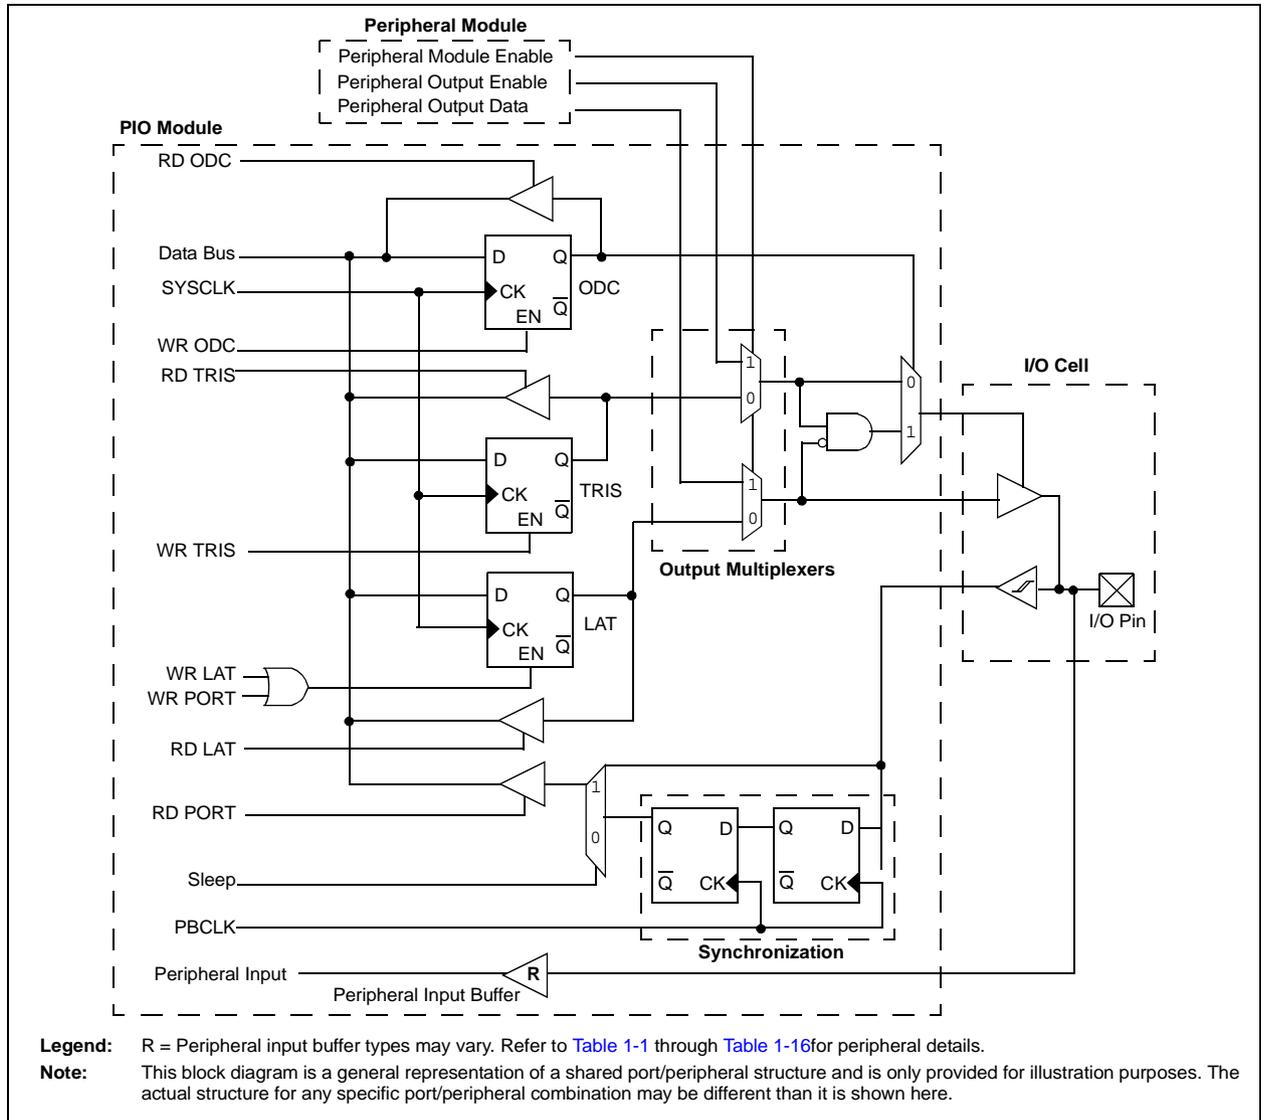 Peripheral Module
Peripheral Module Enable
Peripheral Output Enable
Peripheral Output Data
PIO Module
RD ODC
Data Bus
D
Q
SYSCLK
CK
ODC
Q
EN
WR ODC
RD TRIS
1
0
I/O Cell
0
1
D
Q
CK
TRIS
Q
EN
1
0
WR TRIS
Output Multiplexers
D
Q
CK
LAT
Q
EN
I/O Pin
WR LAT
WR PORT
RD LAT
1
RD PORT
0
Q
D
Q
D
Sleep
Q
CK
Q
CK
PBCLK
Synchronization
Peripheral Input
R
Peripheral Input Buffer
Legend: R = Peripheral input buffer types may vary. Refer to Table 1-1 through Table 1-16for peripheral details.
Note: This block diagram is a general representation of a shared port/peripheral structure and is only provided for illustration purposes. The
actual structure for any specific port/peripheral combination may be different than it is shown here.